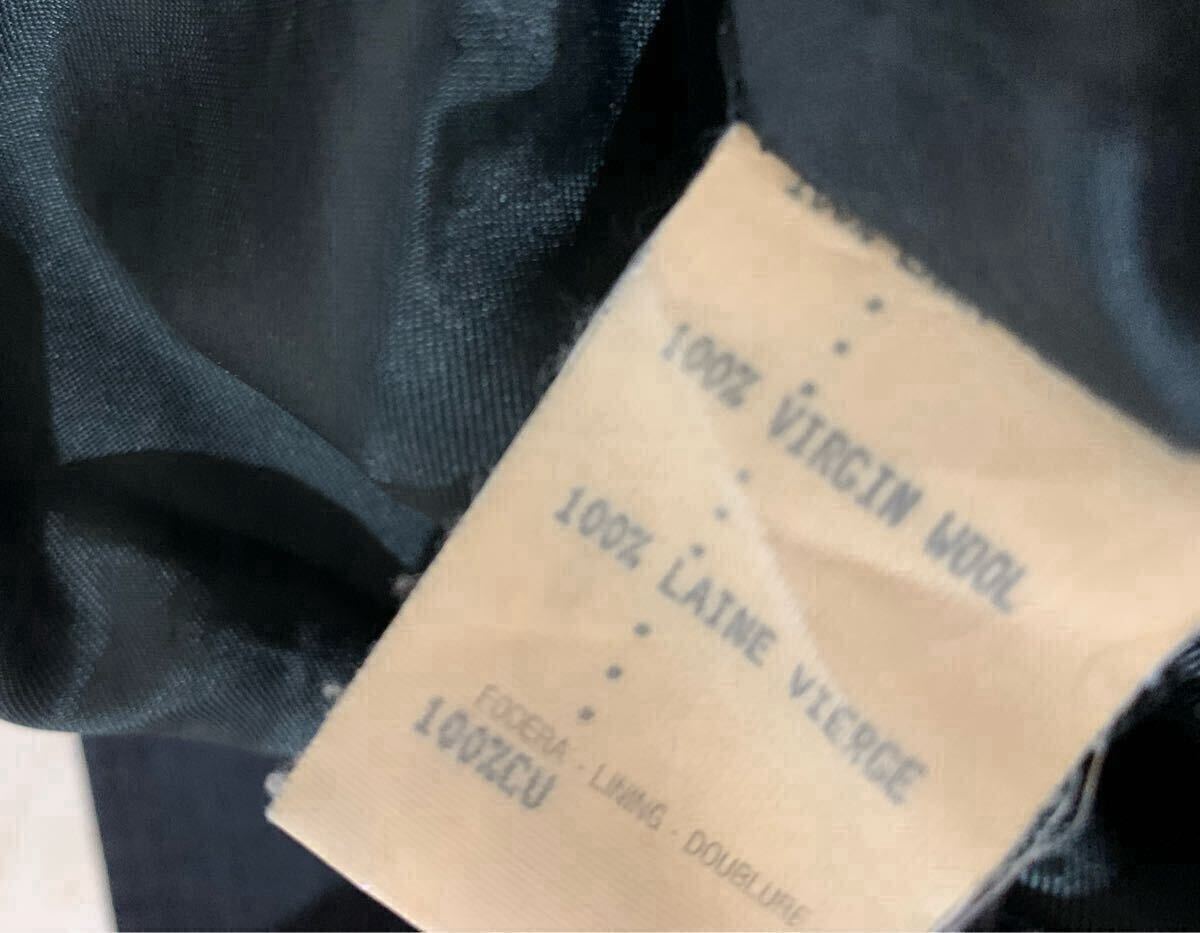 100% VIRGIN WOOL
100% LAINE VIERGE
FODERA - LINING - DOUBLURE
100%CU